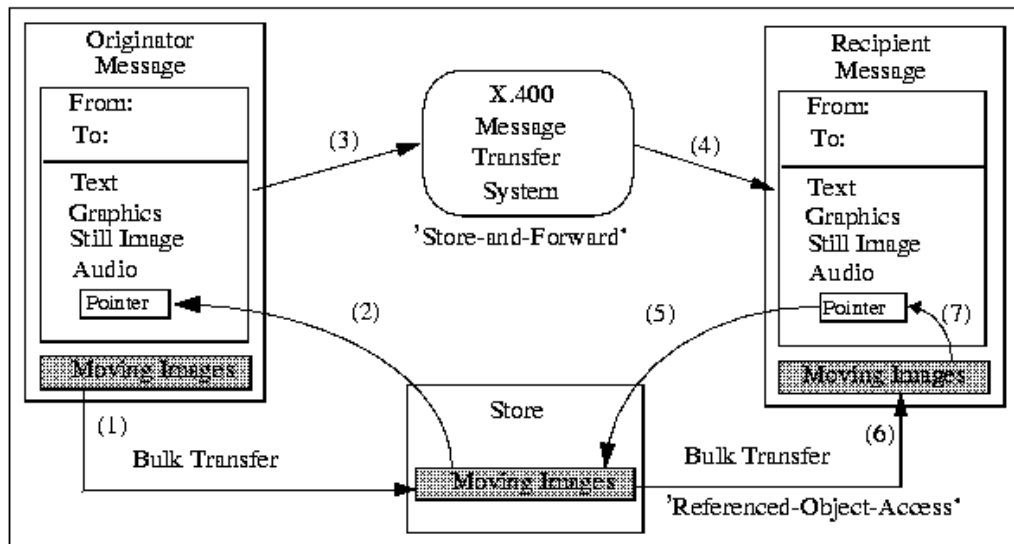 Originator
Message
From:
To:
Text
Graphics
Still Image
Audio
Pointer
Moving Images
(1)
Bulk Transfer
(2)
(3)
X.400
Message
Transfer
System
'Store-and-Forward'
(4)
Store
Moving Images
(5)
Bulk Transfer
'Referenced-Object-Access'
(6)
Recipient
Message
From:
To:
Text
Graphics
Still Image
Audio
Pointer
(7)
Moving Images